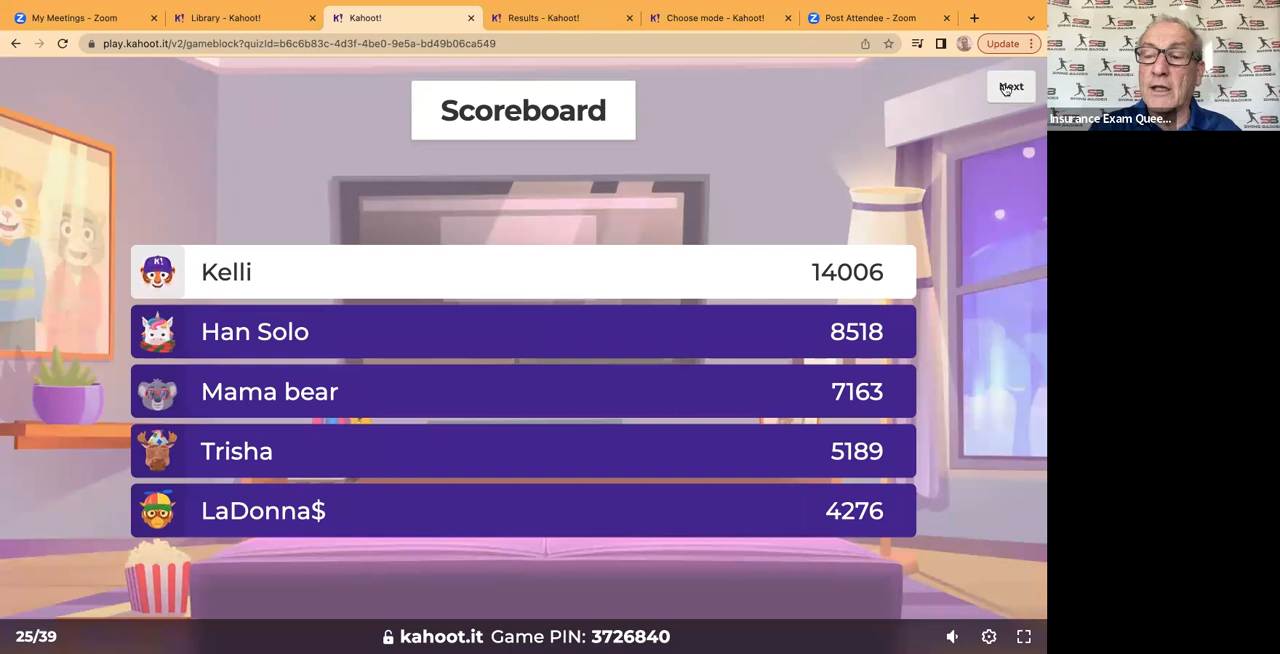 My Meetings - Zoom
Library - Kahoot!
K! Kahoot!
Results - Kahoot!
Choose mode - Kahoot!
Post Attendee - Zoom
play.kahoot.it/v2/gameblock?quizId=b6c6b83c-4d3f-4be0-9e5a-bd49b06ca549
Update
Scoreboard
Next
Insurance Exam Quee...
Kelli 14006
Han Solo 8518
Mama bear 7163
Trisha 5189
LaDonna$ 4276
25/39
kahoot.it Game PIN: 3726840